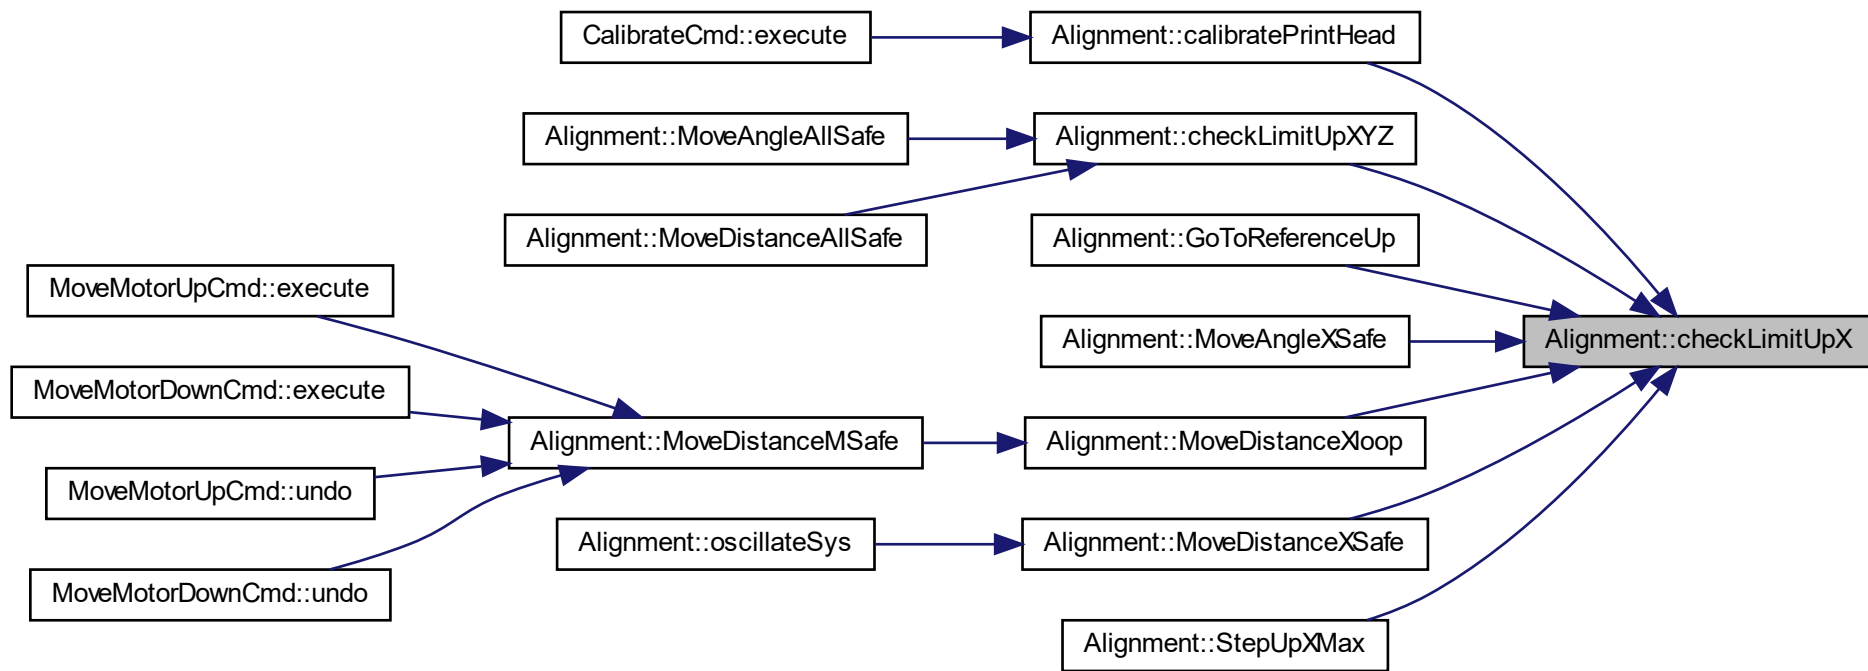 CalibrateCmd::execute
Alignment::calibratePrintHead
Alignment::MoveAngleAllSafe
Alignment::checkLimitUpXYZ
Alignment::MoveDistanceAllSafe
Alignment::GoToReferenceUp
MoveMotorUpCmd::execute
Alignment::MoveAngleXSafe
Alignment::checkLimitUpX
MoveMotorDownCmd::execute
Alignment::MoveDistanceMSafe
Alignment::MoveDistanceXloop
MoveMotorUpCmd::undo
Alignment::oscillateSys
Alignment::MoveDistanceXSafe
MoveMotorDownCmd::undo
Alignment::StepUpXMax